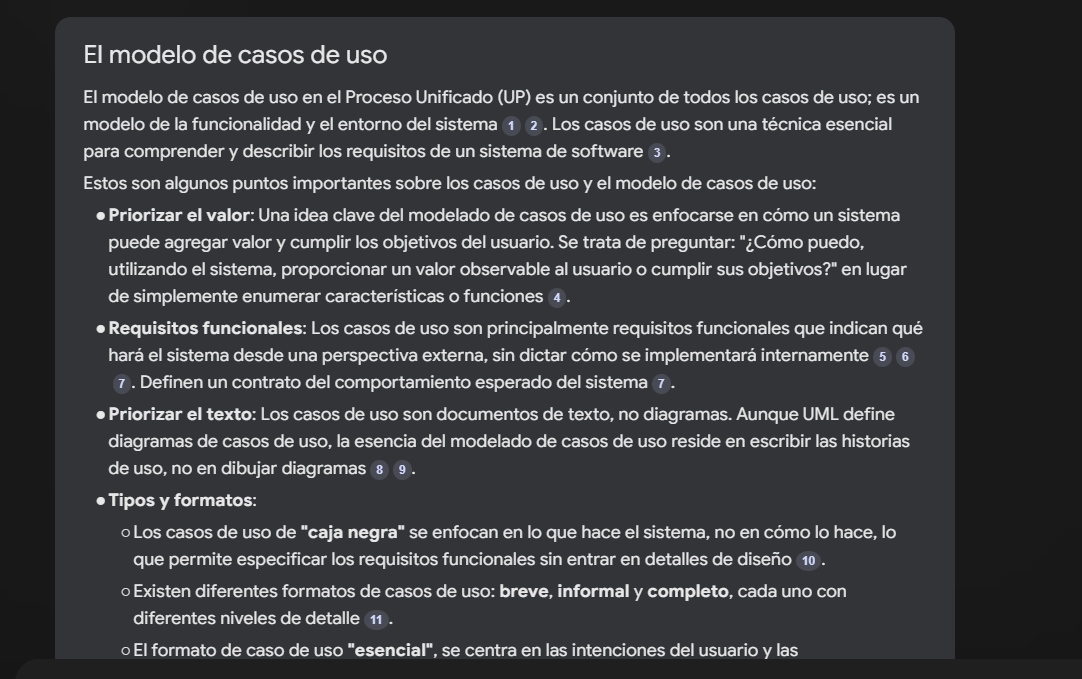 El modelo de casos de uso
El modelo de casos de uso en el Proceso Unificado (UP) es un conjunto de todos los casos de uso; es un
modelo de la funcionalidad y el entorno del sistema 1 2. Los casos de uso son una técnica esencial
para comprender y describir los requisitos de un sistema de software 3.
Estos son algunos puntos importantes sobre los casos de uso y el modelo de casos de uso:
● Priorizar el valor: Una idea clave del modelado de casos de uso es enfocarse en cómo un sistema
puede agregar valor y cumplir los objetivos del usuario. Se trata de preguntar: "¿Cómo puedo,
utilizando el sistema, proporcionar un valor observable al usuario o cumplir sus objetivos?" en lugar
de simplemente enumerar características o funciones 4.
● Requisitos funcionales: Los casos de uso son principalmente requisitos funcionales que indican qué
hará el sistema desde una perspectiva externa, sin dictar cómo se implementará internamente 5 6
7. Definen un contrato del comportamiento esperado del sistema 7.
● Priorizar el texto: Los casos de uso son documentos de texto, no diagramas. Aunque UML define
diagramas de casos de uso, la esencia del modelado de casos de uso reside en escribir las historias
de uso, no en dibujar diagramas 8 9.
● Tipos y formatos:
○ Los casos de uso de "caja negra" se enfocan en lo que hace el sistema, no en cómo lo hace, lo
que permite especificar los requisitos funcionales sin entrar en detalles de diseño 10.
○ Existen diferentes formatos de casos de uso: breve, informal y completo, cada uno con
diferentes niveles de detalle 11.
○ El formato de caso de uso "esencial", se centra en las intenciones del usuario y las